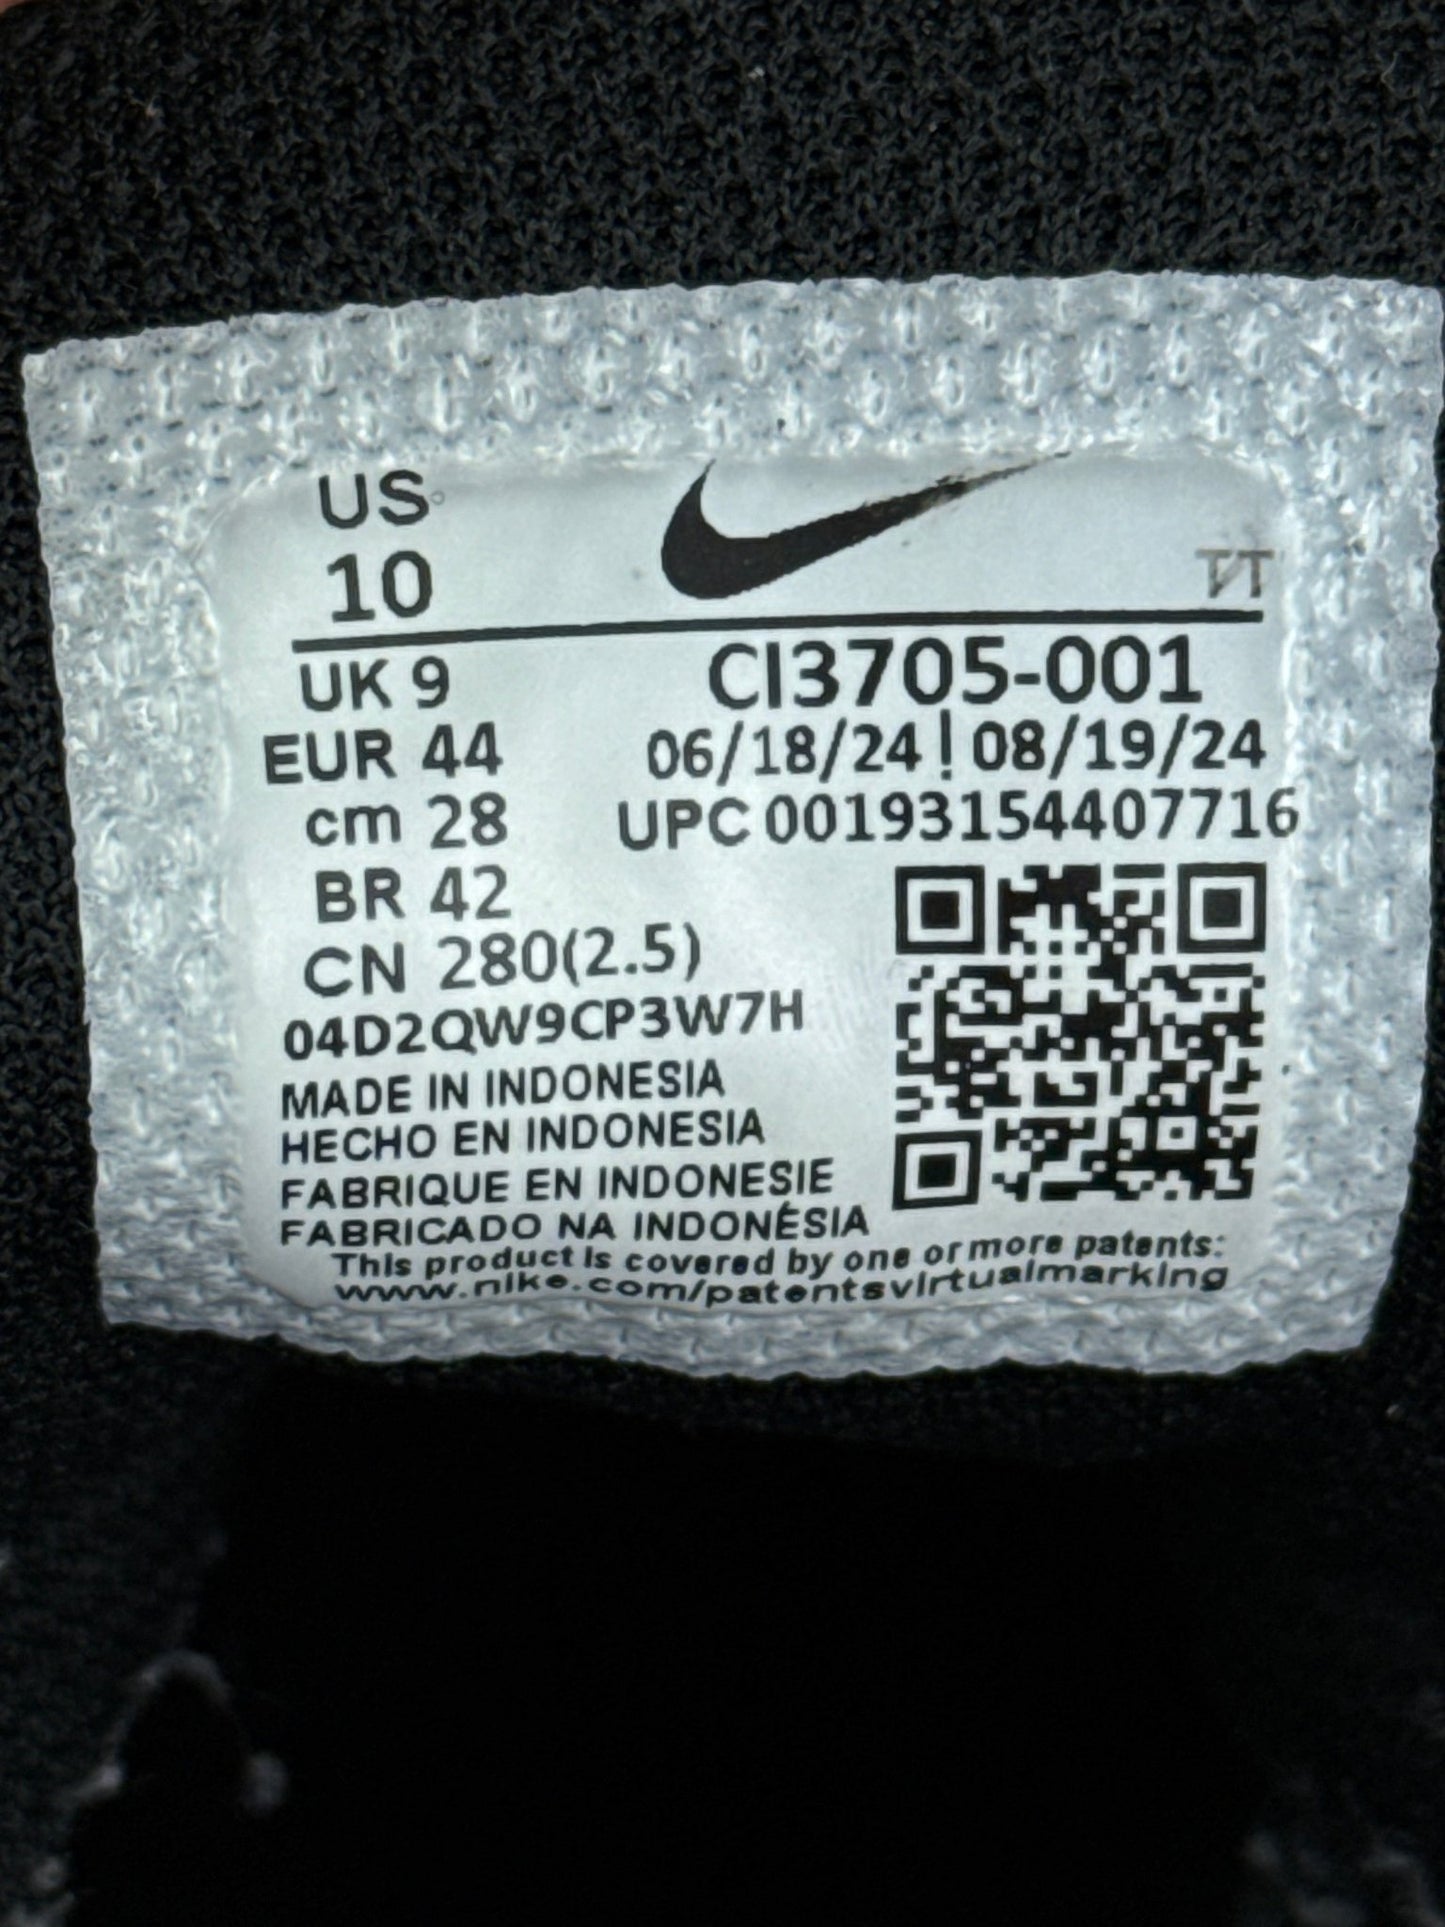 US
10
TT
UK 9
CI3705-001
EUR 44
06/18/24 ! 08/19/24
cm 28
UPC 00193154407716
BR 42
CN 280(2.5)
04D2QW9CP3W7H
MADE IN INDONESIA
HECHO EN INDONESIA
FABRIQUE EN INDONESIE
FABRICADO NA INDONÉSIA
This product is covered by one or more patents:
www.nike.com/patentsvirtualmarking